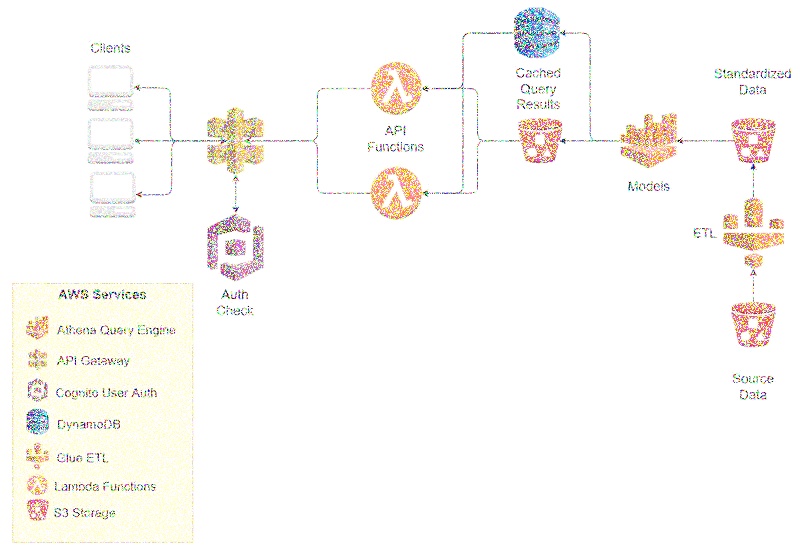 Clients
Cached
Query
Results
Standardized
Data
API
Functions
Models
ETL
Auth
Check
Source
Data
AWS Services
Athena Query Engine
API Gateway
Cognito User Auth
DynamoDB
Glue ETL
Lambda Functions
S3 Storage